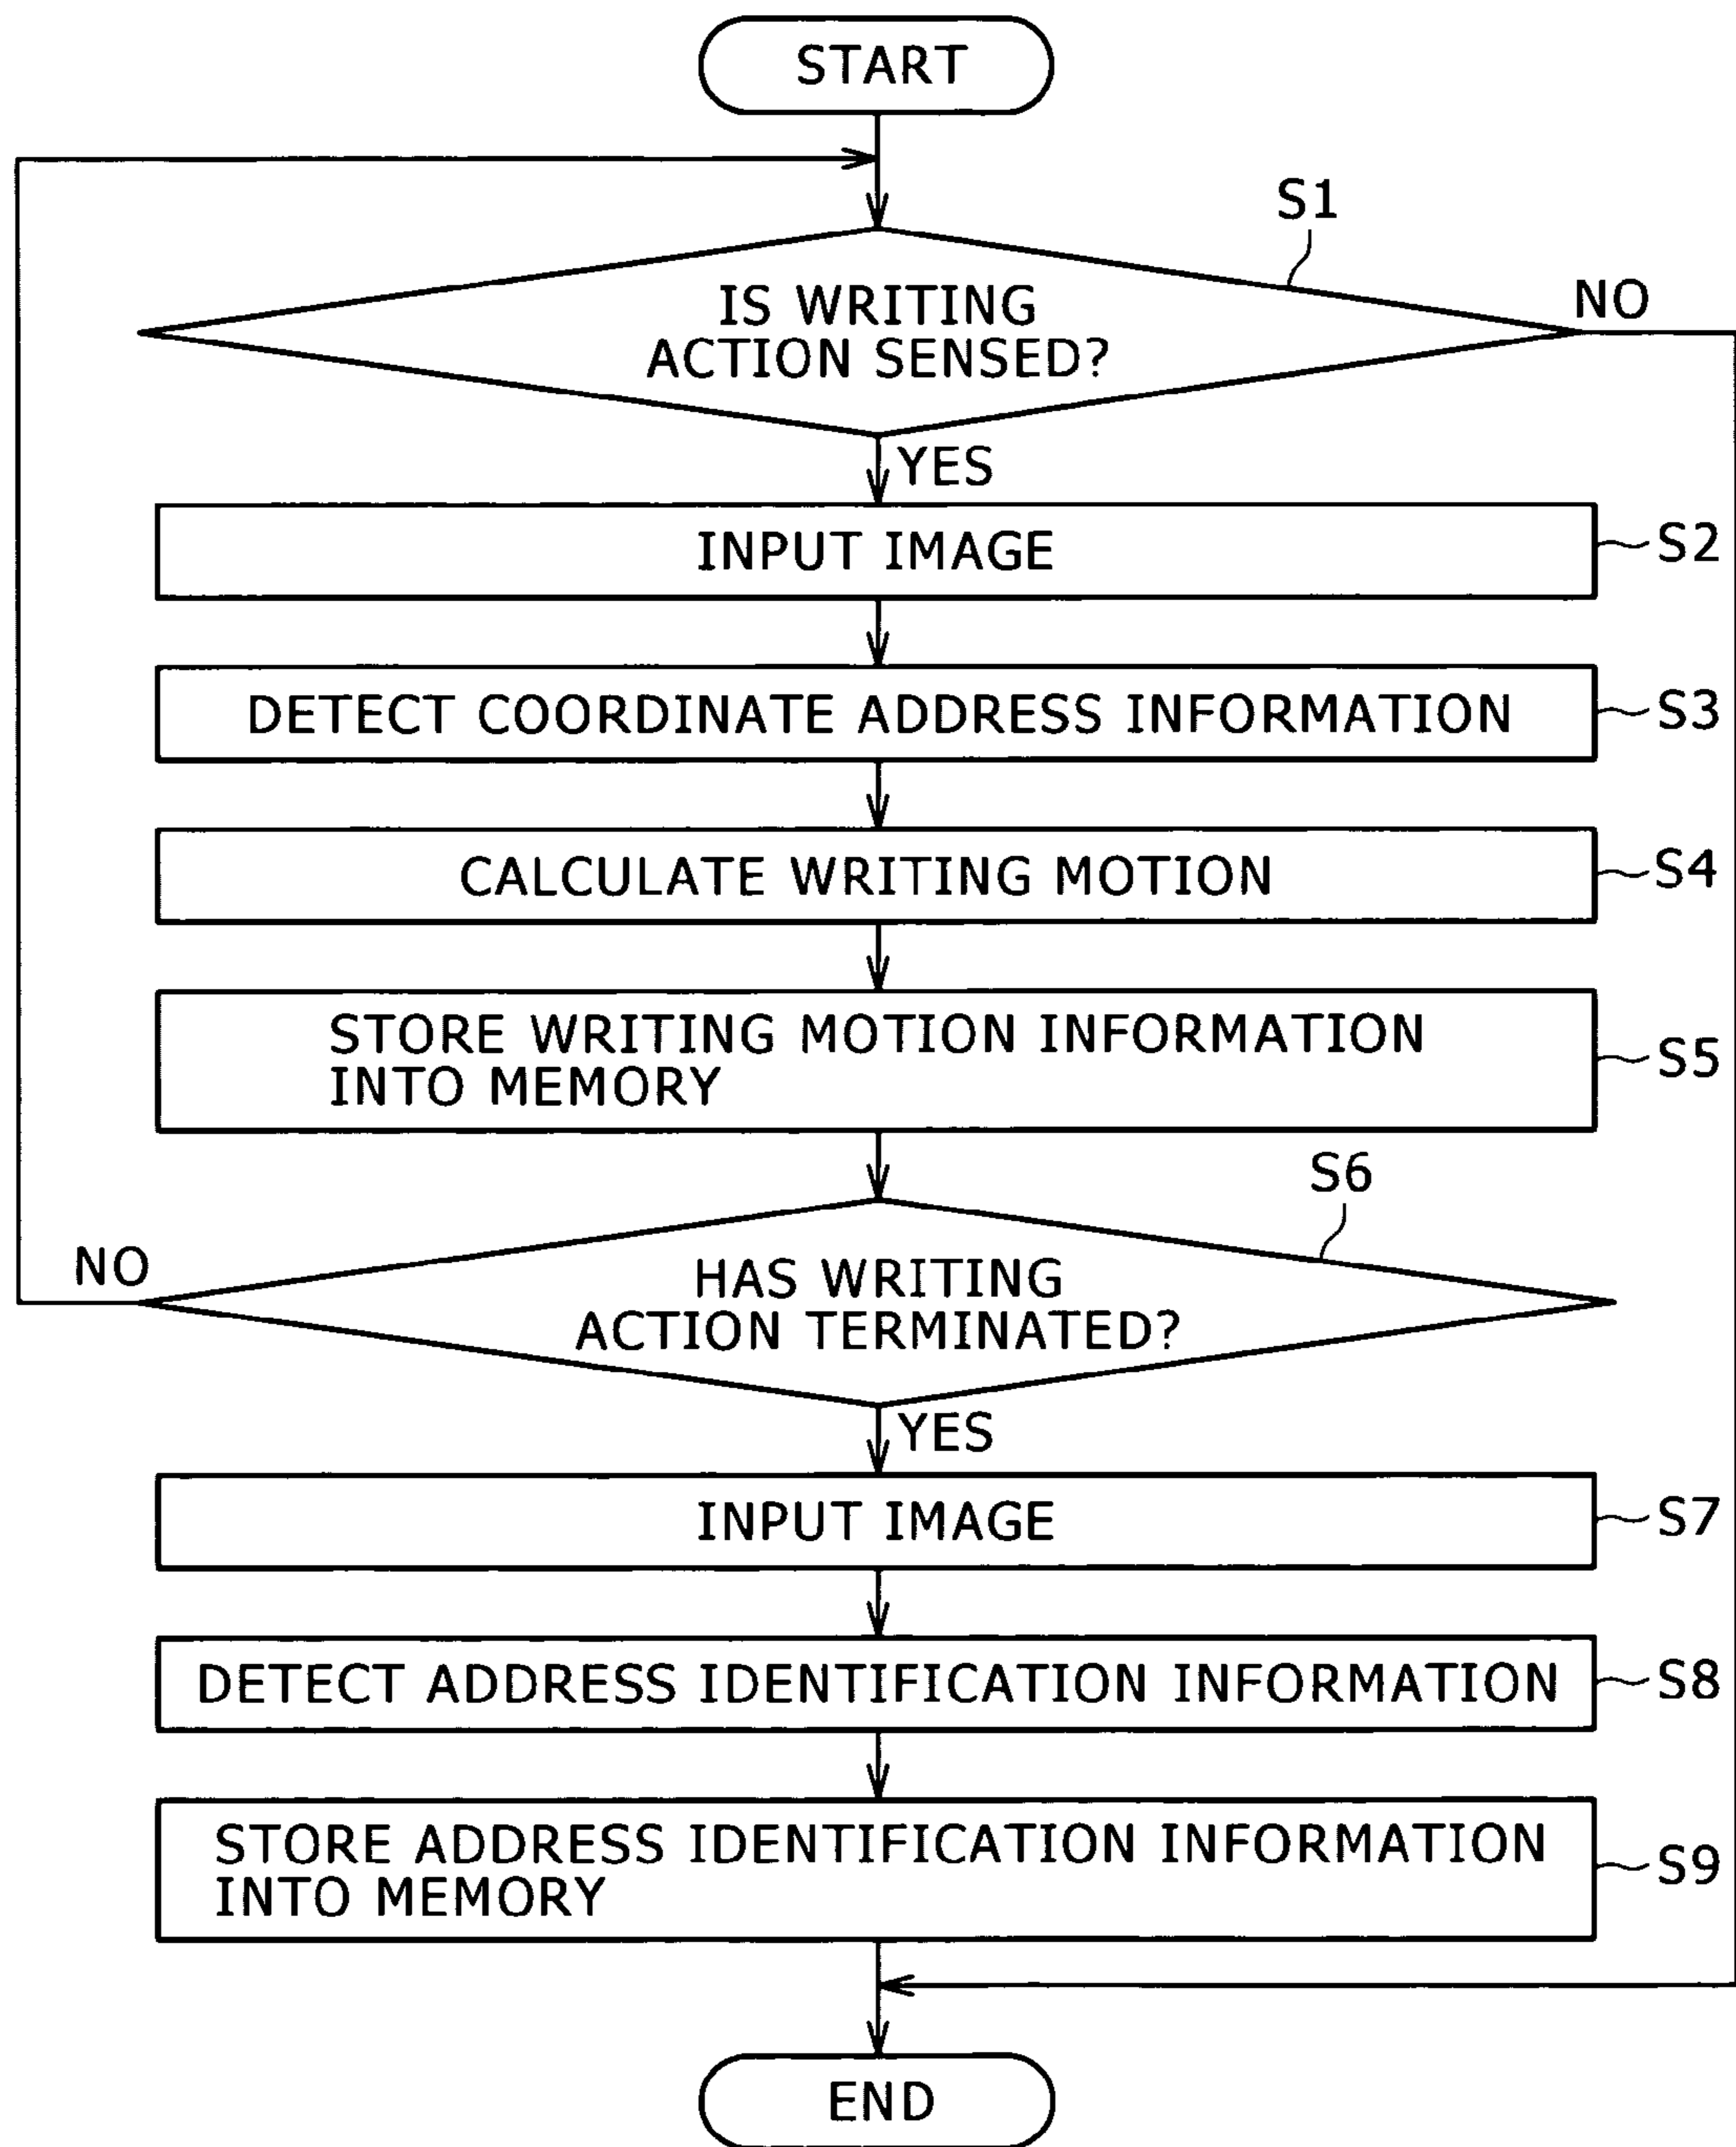 START
S1
IS WRITING
ACTION SENSED?
NO
YES
INPUT IMAGE
S2
DETECT COORDINATE ADDRESS INFORMATION
S3
CALCULATE WRITING MOTION
S4
STORE WRITING MOTION INFORMATION
INTO MEMORY
S5
S6
NO
HAS WRITING
ACTION TERMINATED?
YES
INPUT IMAGE
S7
DETECT ADDRESS IDENTIFICATION INFORMATION
S8
STORE ADDRESS IDENTIFICATION INFORMATION
INTO MEMORY
S9
END